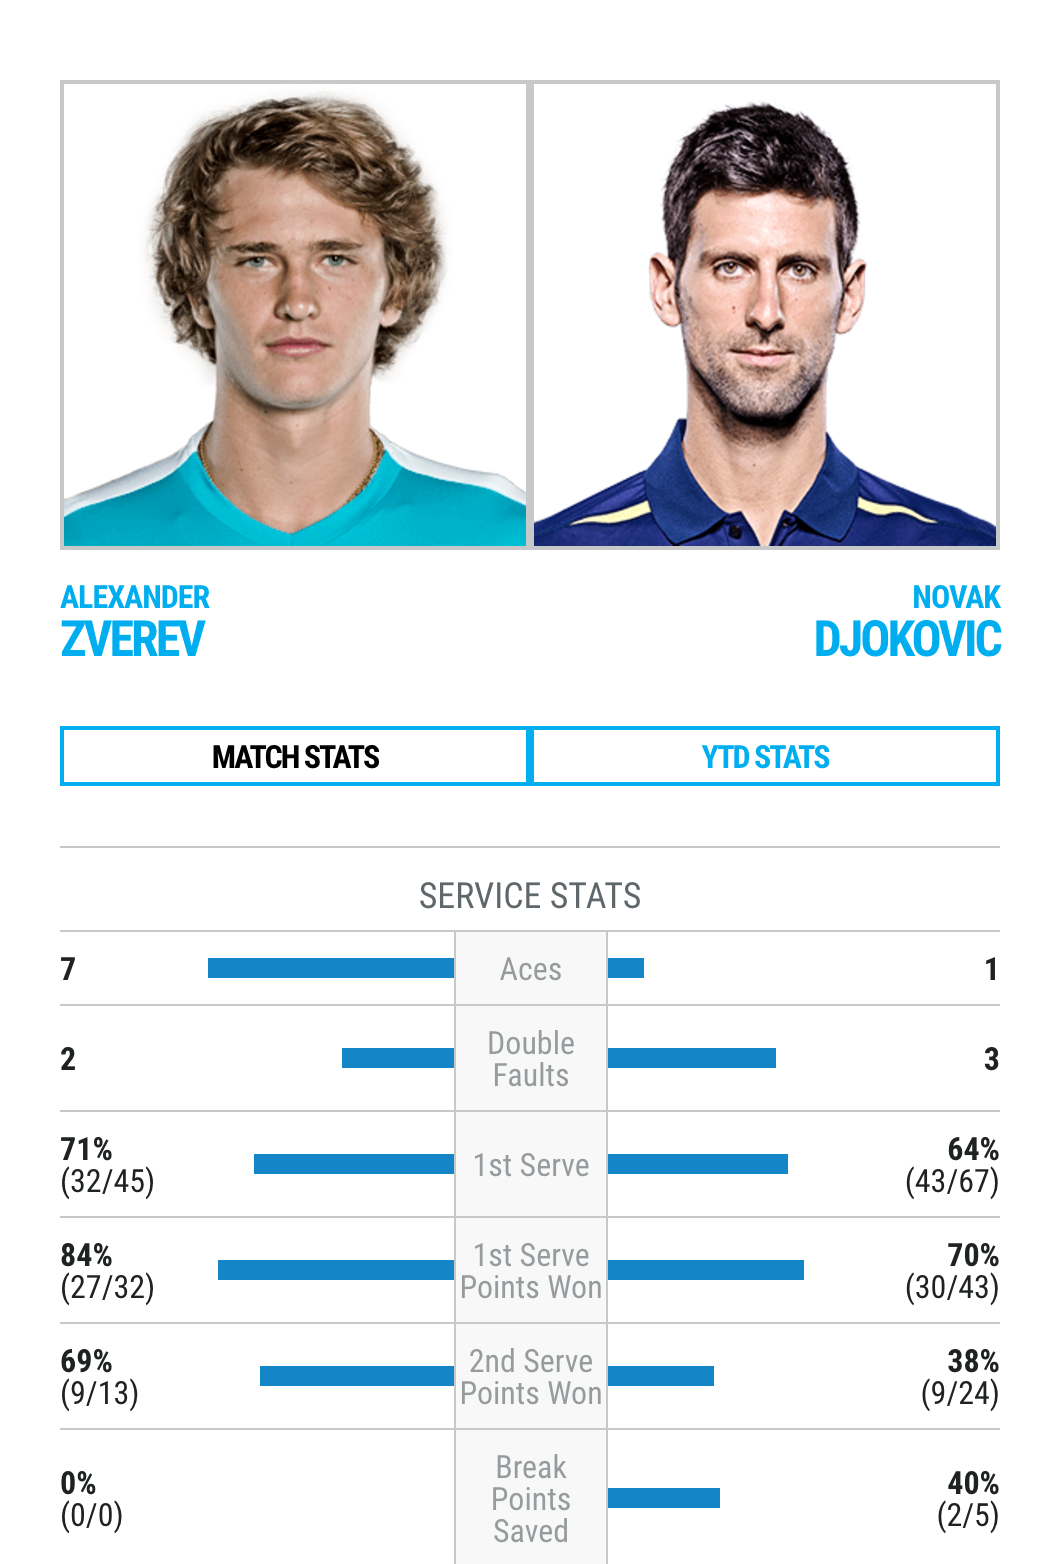 ALEXANDER
ZVEREV
NOVAK
DJOKOVIC
MATCH STATS
YTD STATS
SERVICE STATS
7 Aces 1
2 Double Faults 3
71% (32/45) 1st Serve 64% (43/67)
84% (27/32) 1st Serve Points Won 70% (30/43)
69% (9/13) 2nd Serve Points Won 38% (9/24)
0% (0/0) Break Points Saved 40% (2/5)